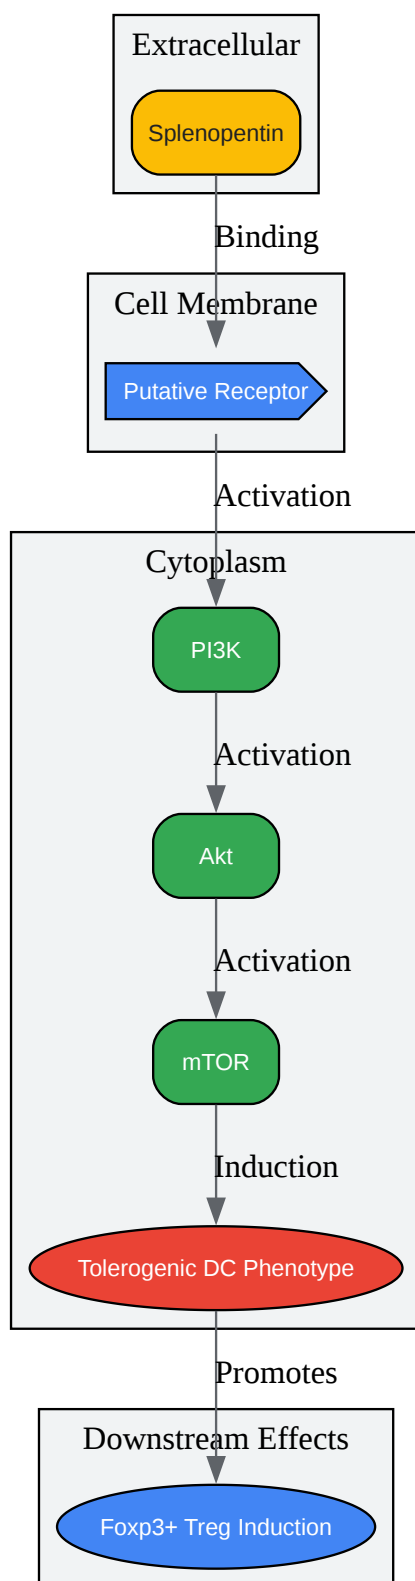 Extracellular
Splenopentin
Binding
Cell Membrane
Putative Receptor
Activation
Cytoplasm
PI3K
Activation
Akt
Activation
mTOR
Induction
Tolerogenic DC Phenotype
Promotes
Downstream Effects
Foxp3+ Treg Induction